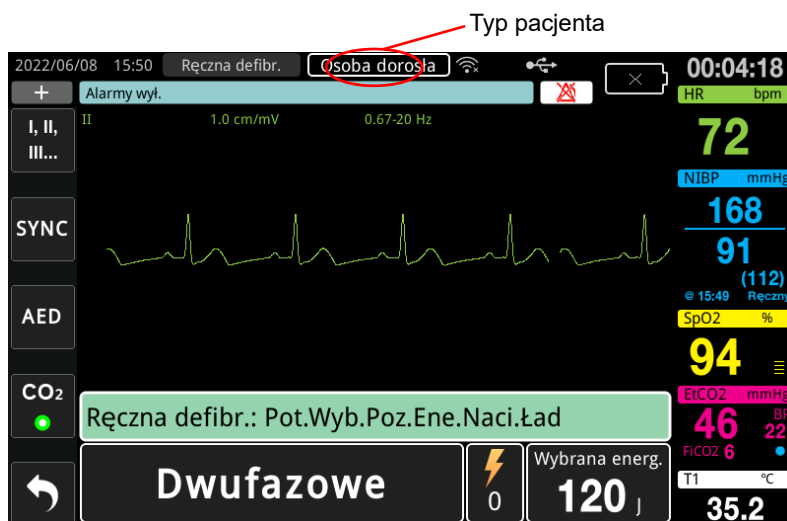 Typ pacjenta
2022/06/08 15:50 Ręczna defibr. Osoba dorosła 00:04:18
+ Alarmy wył. HR bpm
I, II, III...
II 1.0 cm/mV 0.67-20 Hz
72
NIBP mmHg
168
91
(112)
@ 15:49 Ręczny
SYNC
AED
SpO2 %
94
CO2
EtCO2 mmHg
46 BP 22
FiCO2 6
Ręczna defibr.: Pot.Wyb.Poz.Ene.Naci.Ład
Dwufazowe
0
Wybrana energ.
120 J
T1 °C
35.2